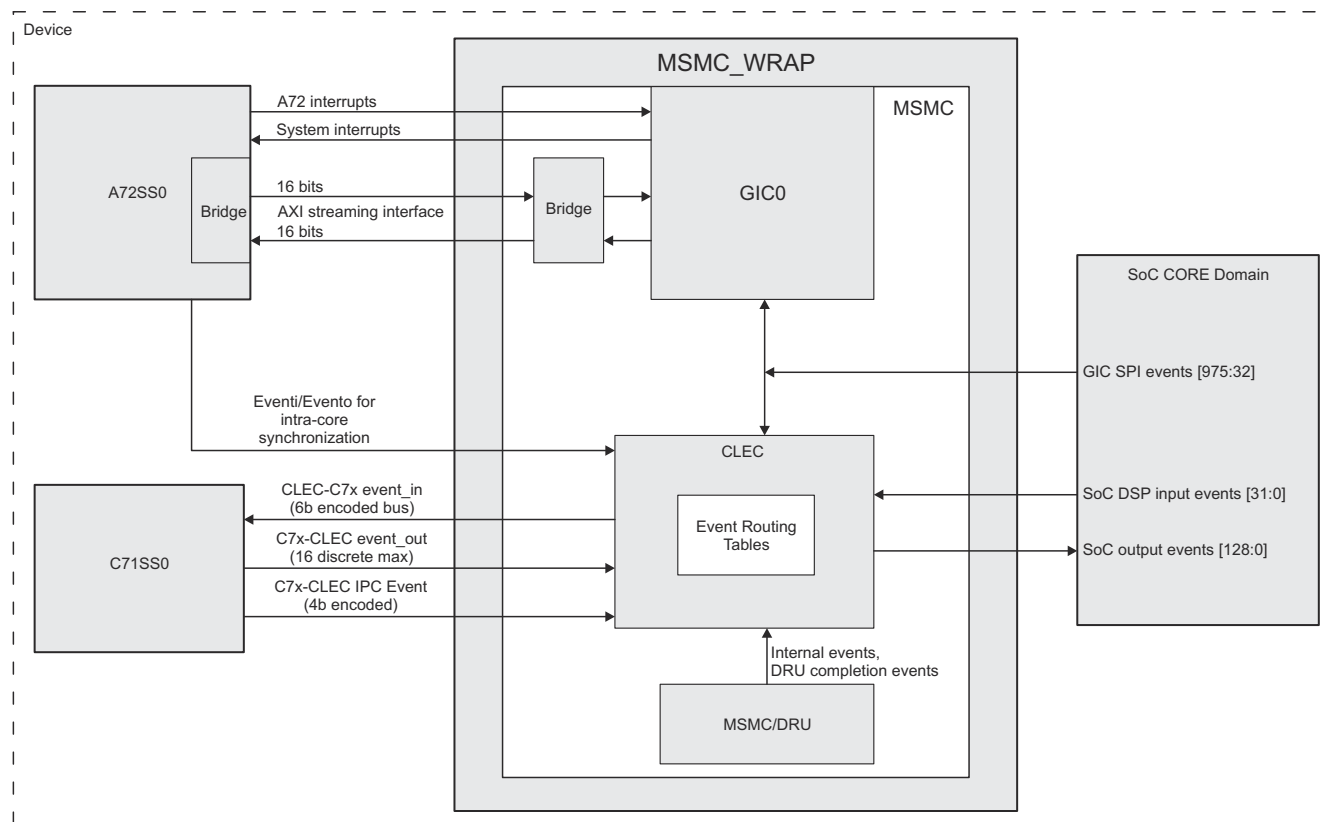 Device
MSMC_WRAP
MSMC
A72 interrupts
System interrupts
A72SS0
Bridge
16 bits
AXI streaming interface
16 bits
Bridge
GIC0
SoC CORE Domain
GIC SPI events [975:32]
Eventi/Evento for
intra-core
synchronization
CLEC
CLEC-C7x event_in
(6b encoded bus)
SoC DSP input events [31:0]
Event Routing
Tables
C7x-CLEC event_out
(16 discrete max)
SoC output events [128:0]
C71SS0
C7x-CLEC IPC Event
(4b encoded)
Internal events,
DRU completion events
MSMC/DRU